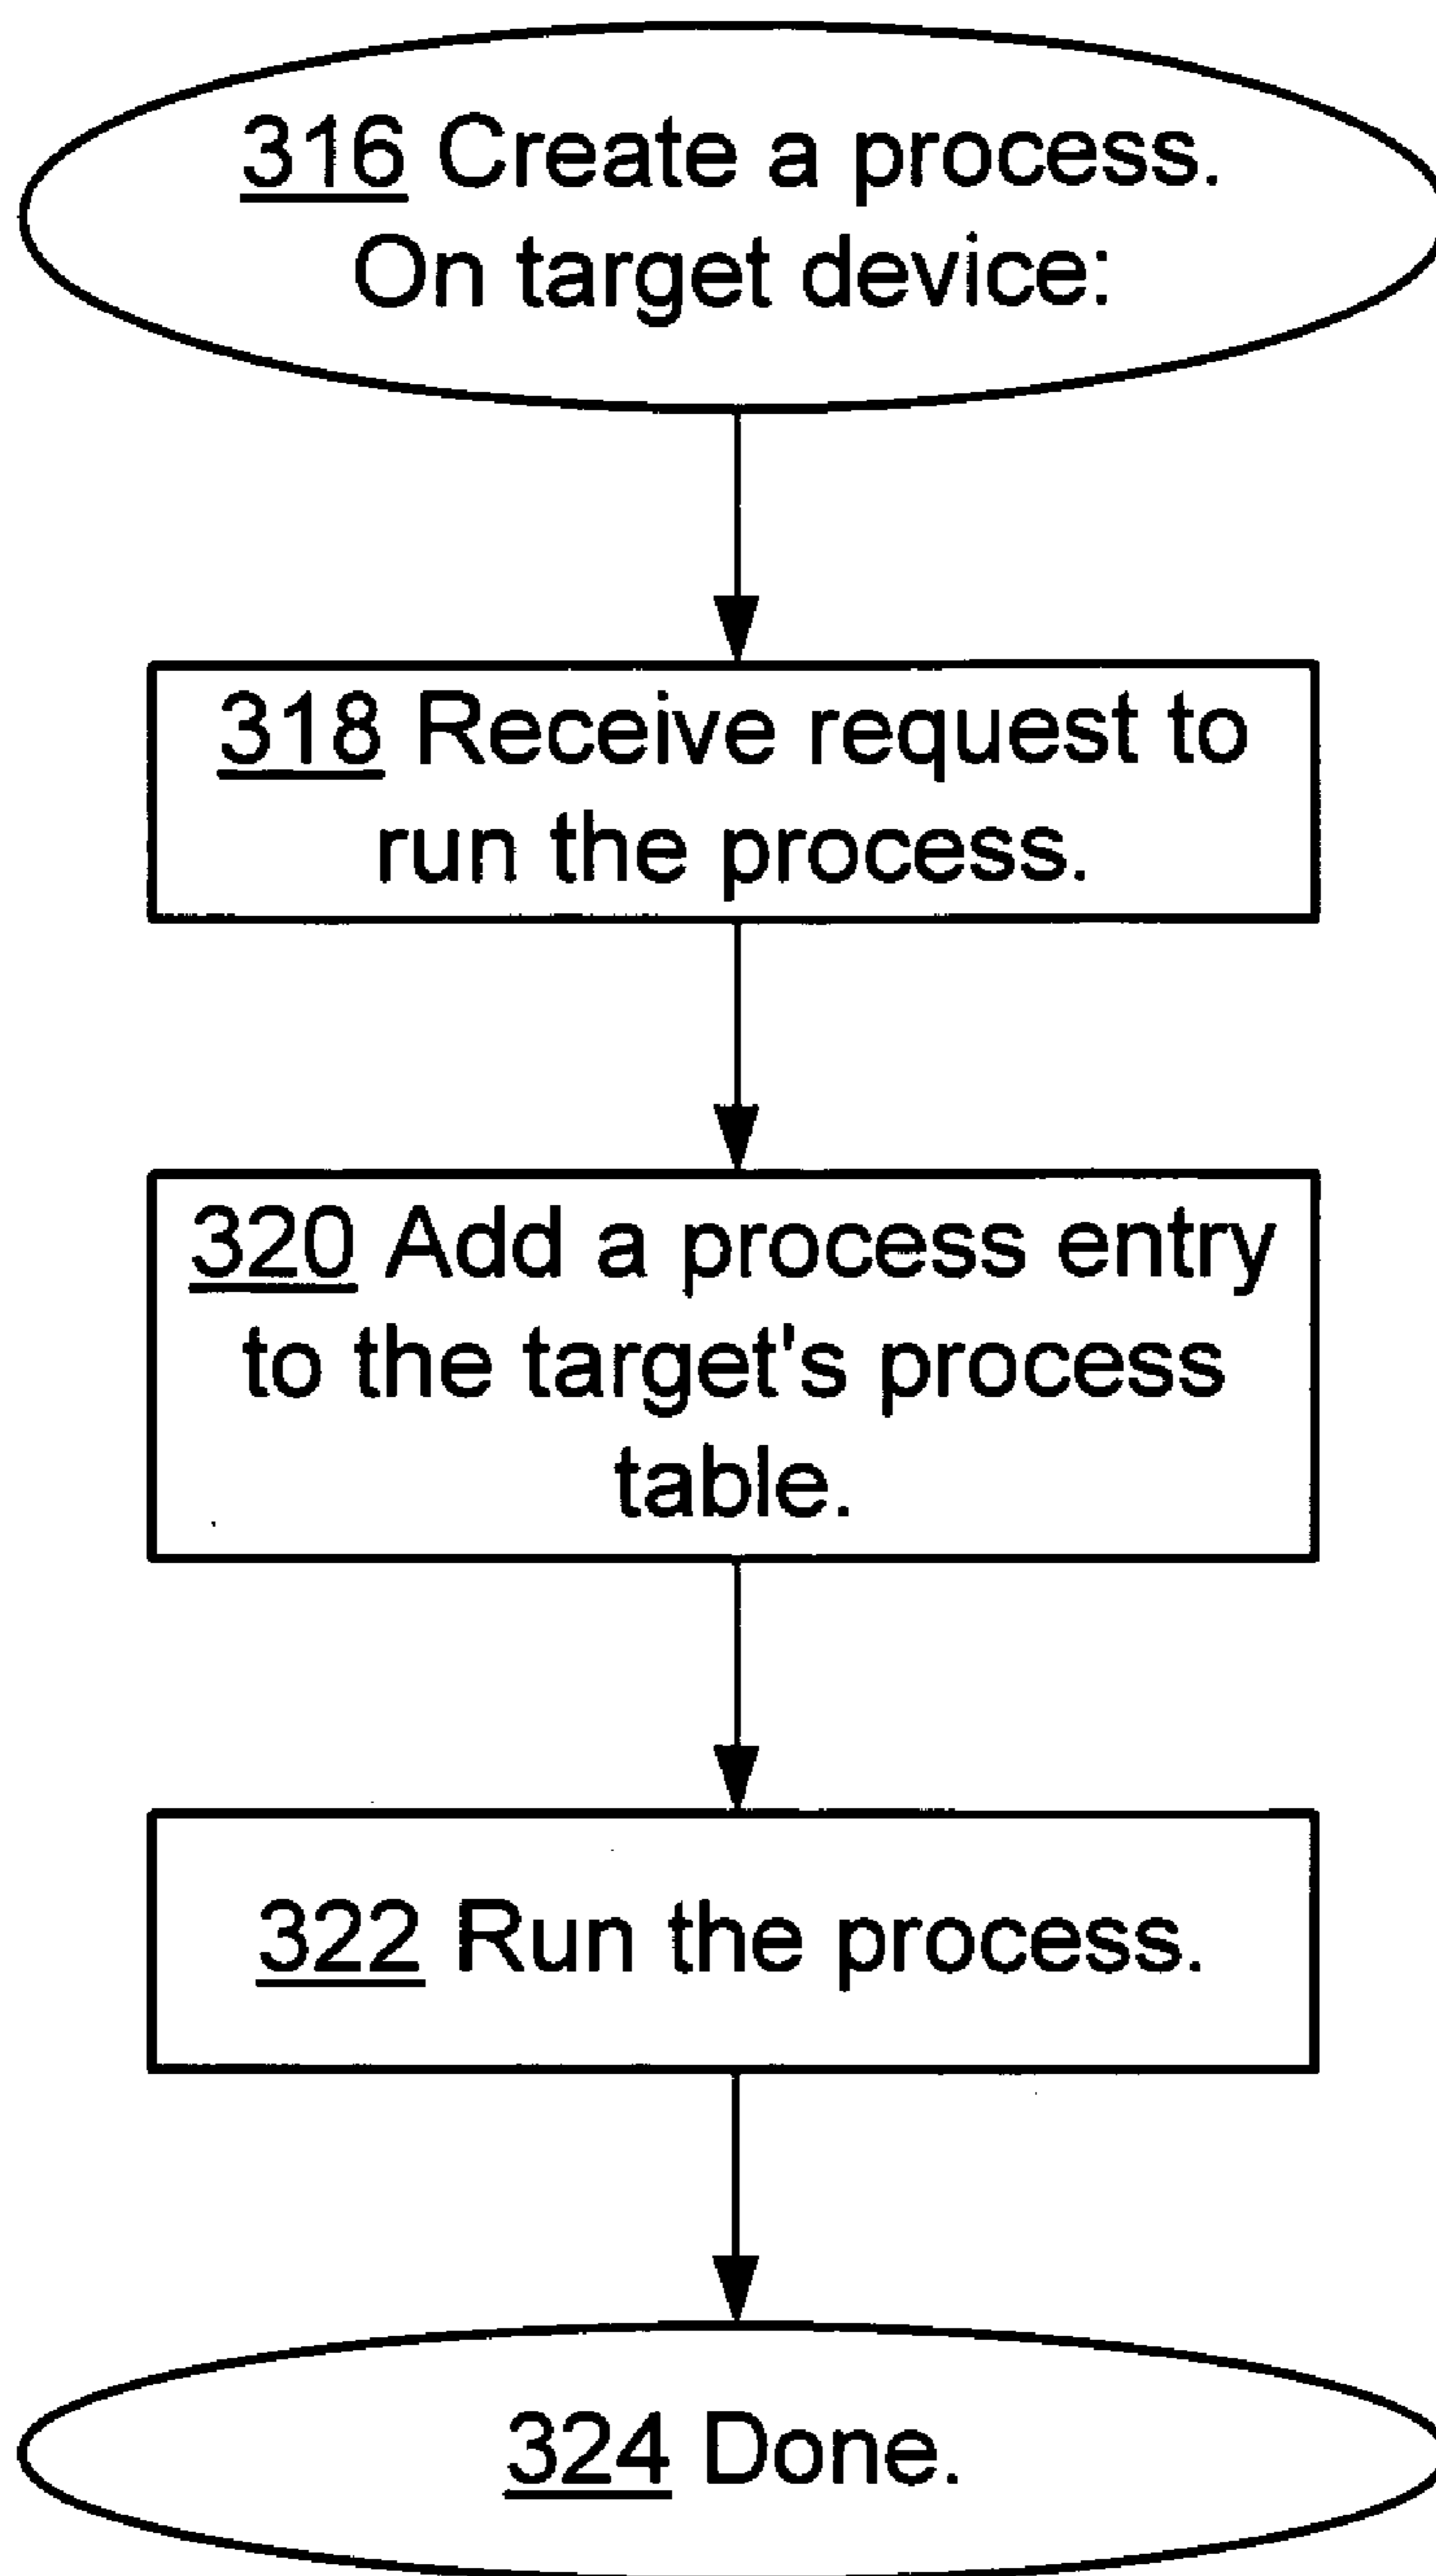 316 Create a process.
On target device:
318 Receive request to
run the process.
320 Add a process entry
to the target's process
table.
322 Run the process.
324 Done.